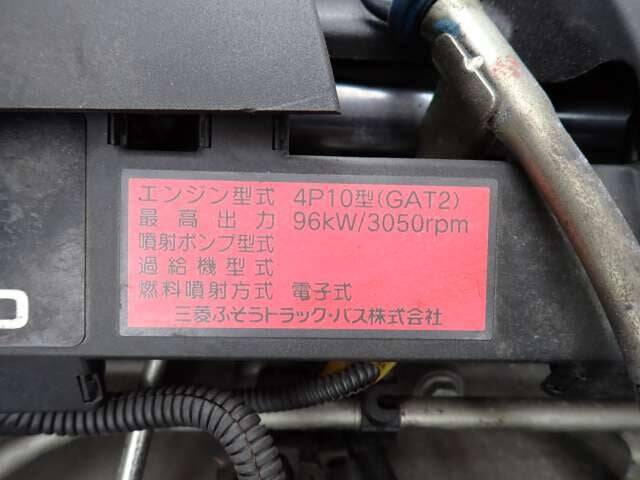 エンジン型式 4P10型(GAT2)
最高出力 96kW/3050rpm
噴射ポンプ型式
過給機型式
燃料噴射方式 電子式
三菱ふそうトラック・バス株式会社